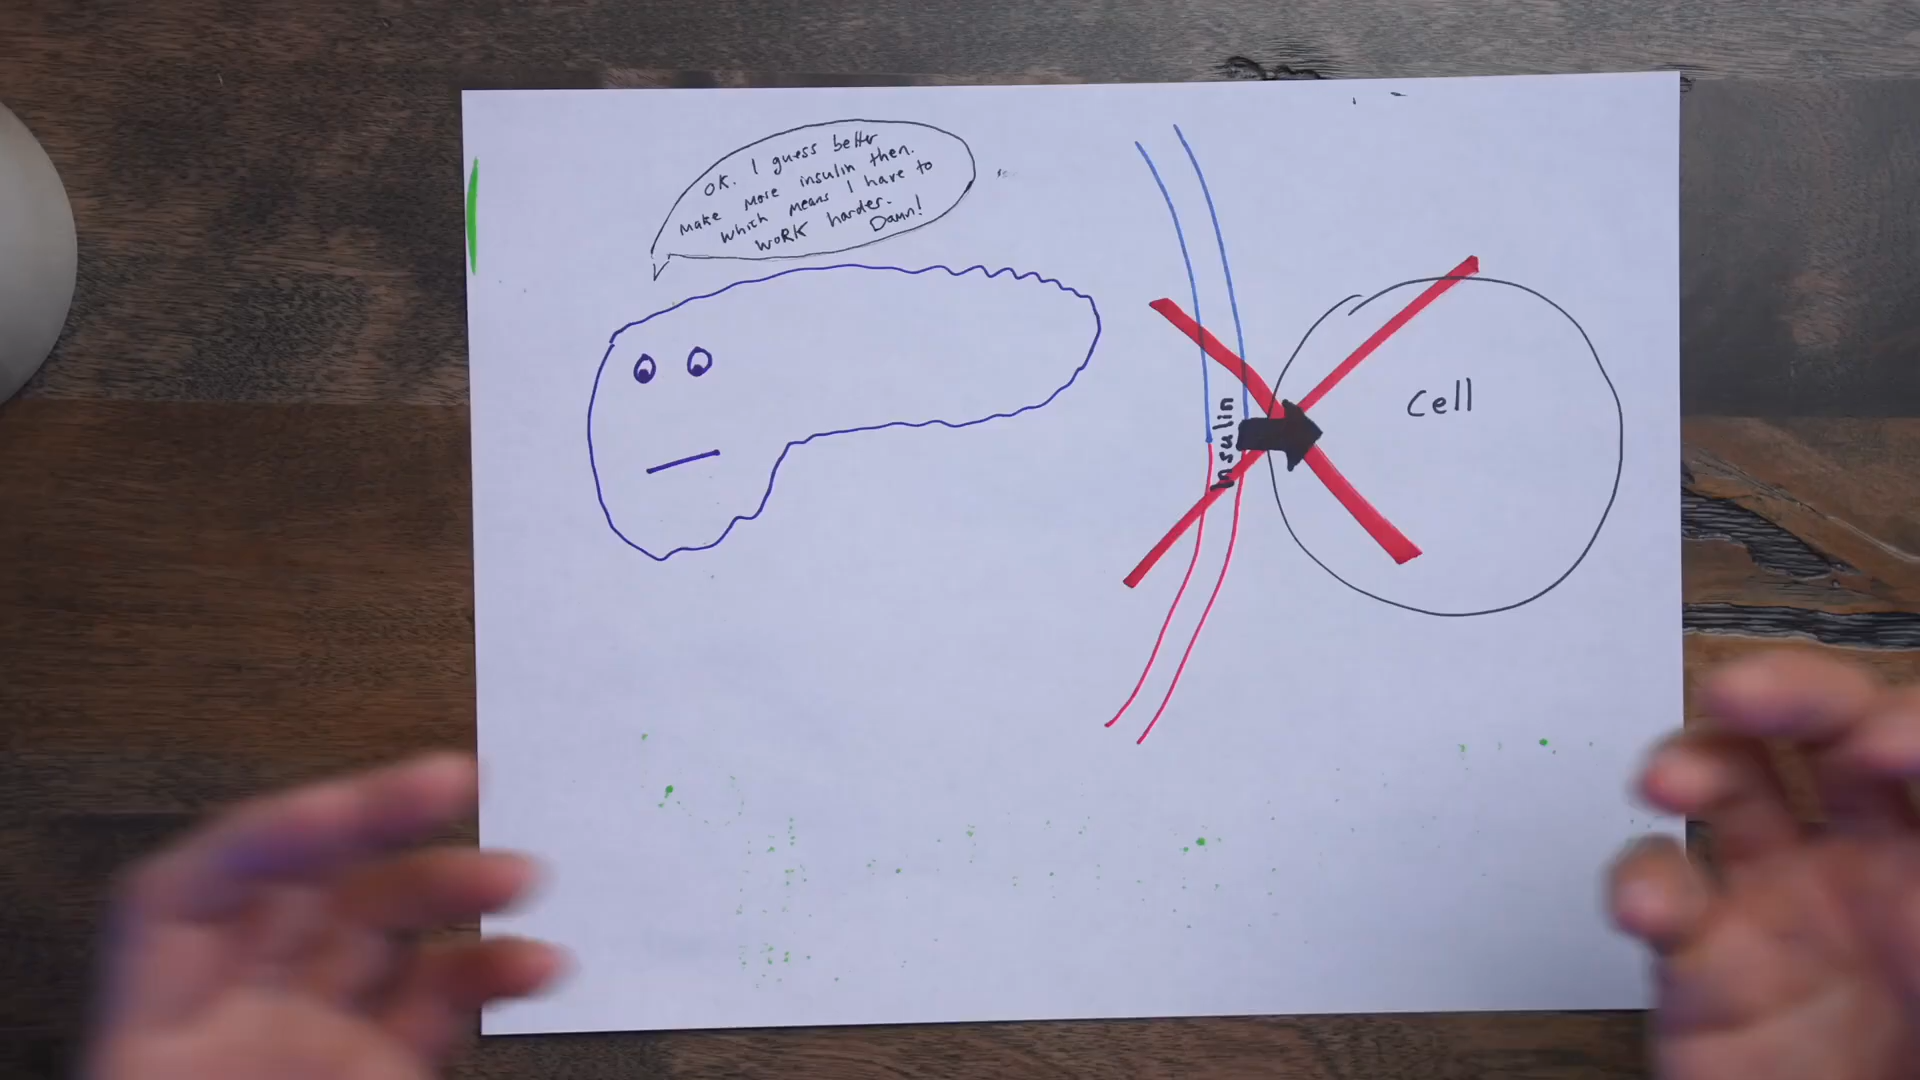 OK. I guess better
make more insulin then.
which means I have to
WORK harder.
Damn!
Insulin
Cell